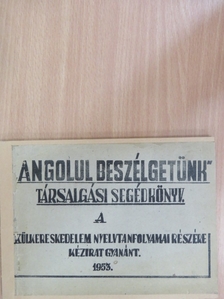 „ANGOLUL BESZÉLGETÜNK"
TÁRSALGÁSI SEGÉDKÖNYV
A
KÜLKERESKEDELEM NYELVTANFOLYAMAI RÉSZÉRE
KÉZIRAT GYANÁNT.
1953.